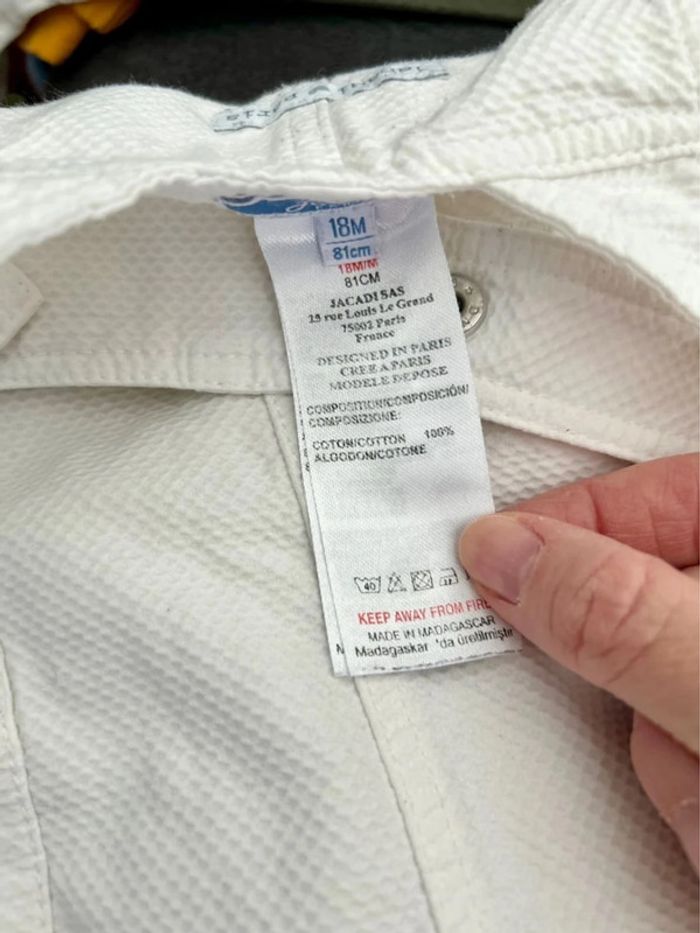 18M
81cm
18M/M
81CM
JACADI SAS
15 rue Louis Le Grand
75002 Paris
France
DESIGNED IN PARIS
CREE A PARIS
MODELE DEPOSE
COMPOSITION/COMPOSICIÓN/
COMPOSIZIONE:
COTON/COTTON 100%
ALGODON/COTONE
40
KEEP AWAY FROM FIRE
MADE IN MADAGASCAR
Madagaskar 'da üretilmiştir